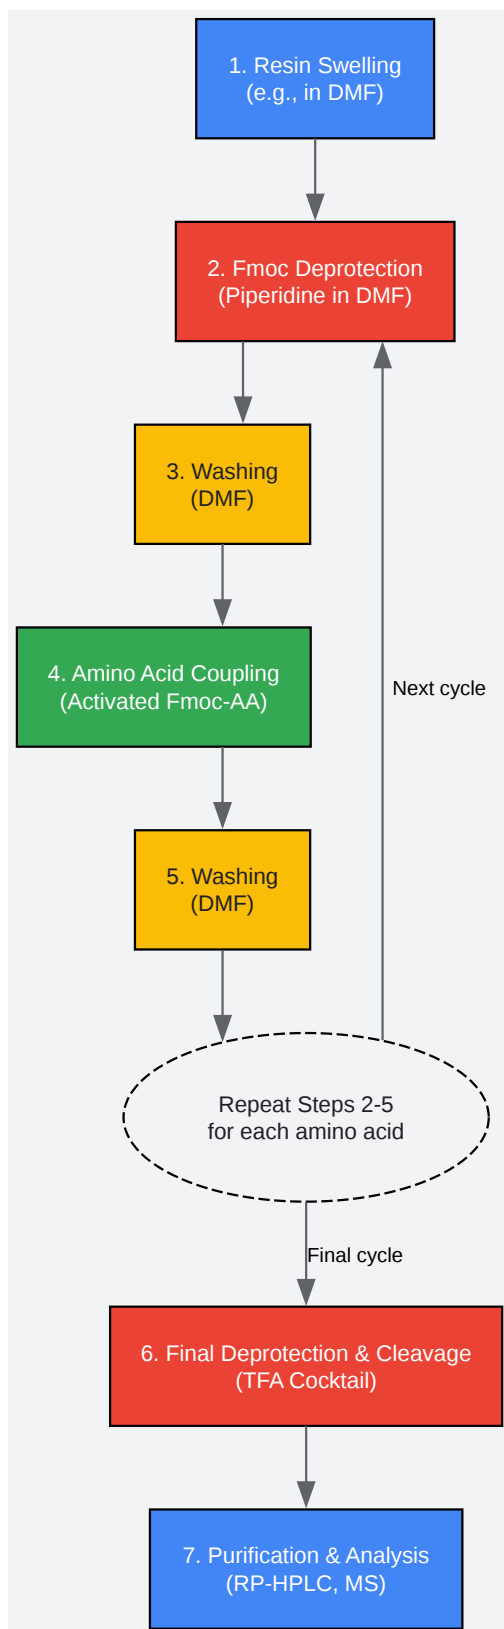 1. Resin Swelling
(e.g., in DMF)
2. Fmoc Deprotection
(Piperidine in DMF)
3. Washing
(DMF)
4. Amino Acid Coupling
(Activated Fmoc-AA)
Next cycle
5. Washing
(DMF)
Repeat Steps 2-5
for each amino acid
Final cycle
6. Final Deprotection & Cleavage
(TFA Cocktail)
7. Purification & Analysis
(RP-HPLC, MS)